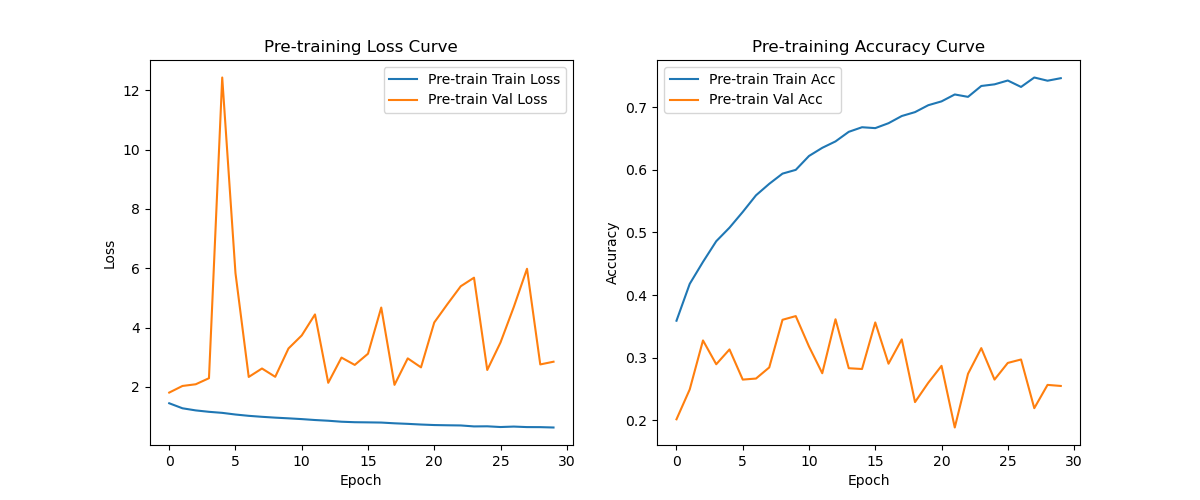 Pre-training Loss Curve
Pre-train Train Loss
Pre-train Val Loss
12
10
8
6
4
2
Loss
0
5
10
15
20
25
30
Epoch
Pre-training Accuracy Curve
Pre-train Train Acc
Pre-train Val Acc
0.7
0.6
0.5
0.4
0.3
0.2
Accuracy
0
5
10
15
20
25
30
Epoch